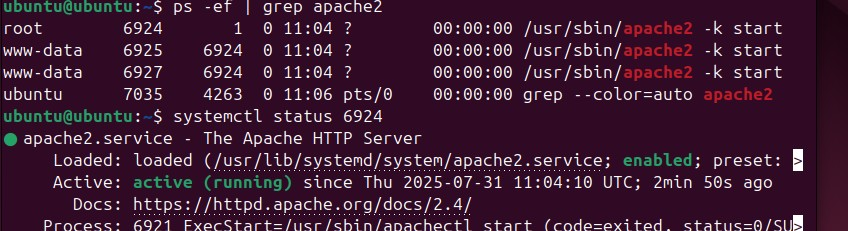 ubuntu@ubuntu:~$ ps -ef | grep apache2
root        6924       1  0 11:04 ?        00:00:00 /usr/sbin/apache2 -k start
www-data    6925    6924  0 11:04 ?        00:00:00 /usr/sbin/apache2 -k start
www-data    6927    6924  0 11:04 ?        00:00:00 /usr/sbin/apache2 -k start
ubuntu      7035    4263  0 11:06 pts/0    00:00:00 grep --color=auto apache2
ubuntu@ubuntu:~$ systemctl status 6924
● apache2.service - The Apache HTTP Server
     Loaded: loaded (/usr/lib/systemd/system/apache2.service; enabled; preset: >
     Active: active (running) since Thu 2025-07-31 11:04:10 UTC; 2min 50s ago
       Docs: https://httpd.apache.org/docs/2.4/
    Process: 6921 ExecStart=/usr/sbin/apachectl start (code=exited, status=0/SU>